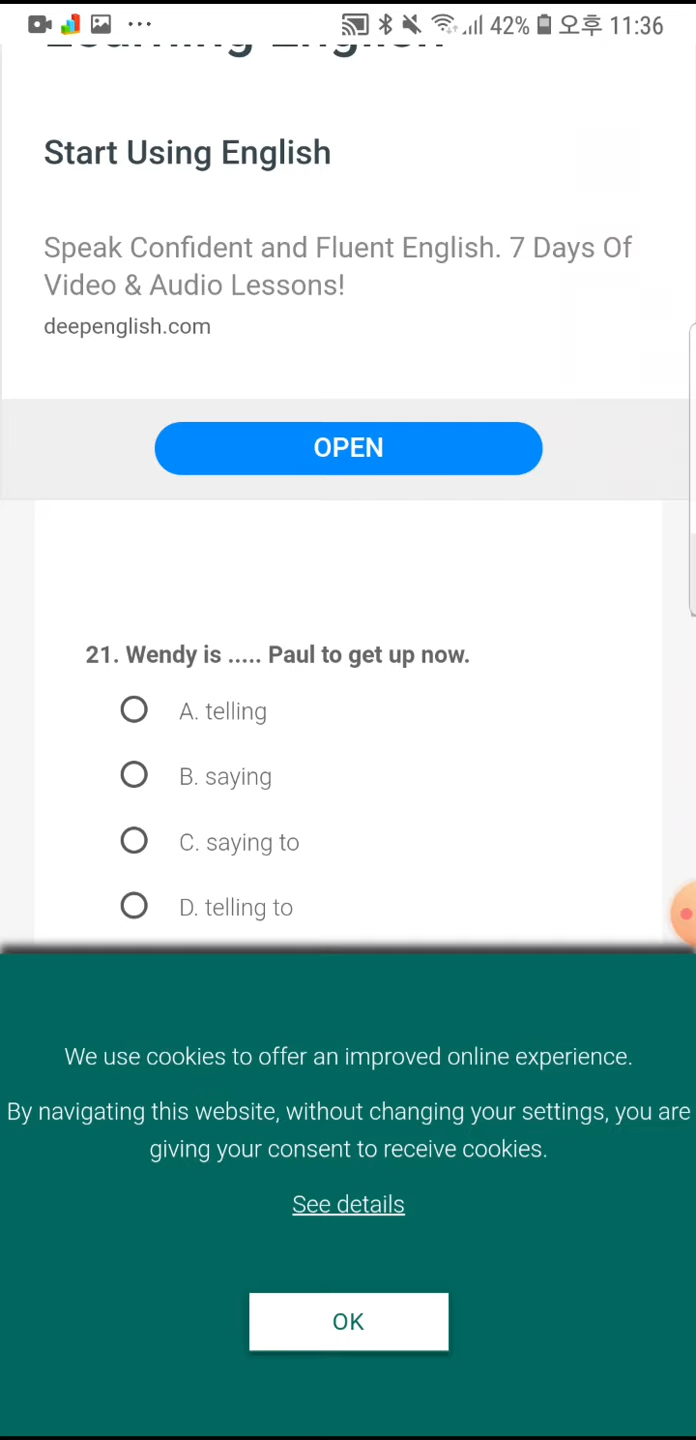 42% 오후 11:36
Learning English
Start Using English
Speak Confident and Fluent English. 7 Days Of
Video & Audio Lessons!
deepenglish.com
OPEN
21. Wendy is ..... Paul to get up now.
A. telling
B. saying
C. saying to
D. telling to
We use cookies to offer an improved online experience.
By navigating this website, without changing your settings, you are
giving your consent to receive cookies.
See details
OK